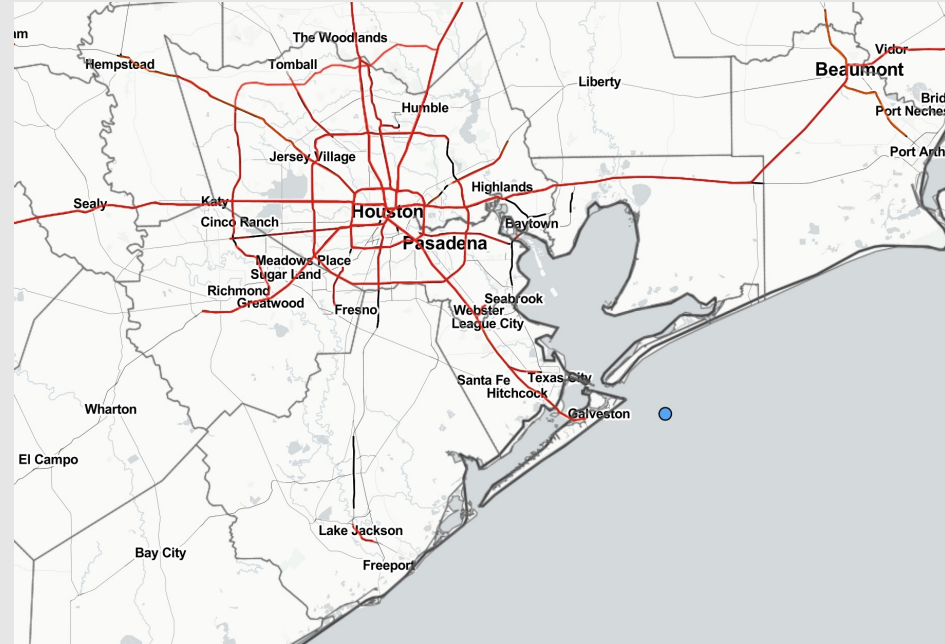 am
The Woodlands
Vidor
Hempstead
Tomball
Beaumont
Liberty
Brid
Humble
Port Neches
Port Arth
Jersey Village
Highlands
Sealy
Katy
Houston
Cinco Ranch
Baytown
Pasadena
Meadows Place
Sugar Land
Richmond
Greatwood
Seabrook
Fresno
Webster
League City
Santa Fe
Texas City
Hitchcock
Wharton
Galveston
El Campo
Lake Jackson
Bay City
Freeport